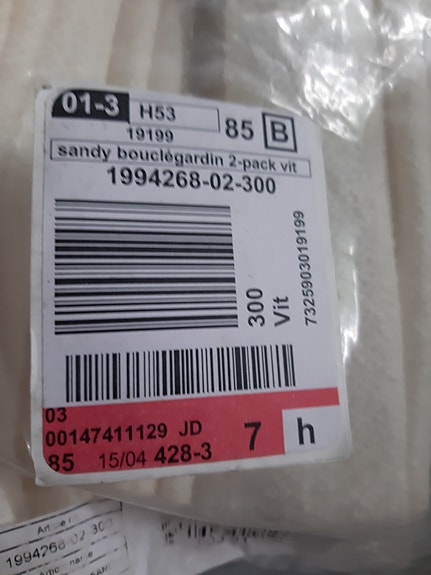 01-3 H53 85 B
19199
sandy bouclégardin 2-pack vit
1994268-02-300
300
Vit
7325903019199
03
00147411129 JD
85 15/04 428-3 7 h
1994268-02-300